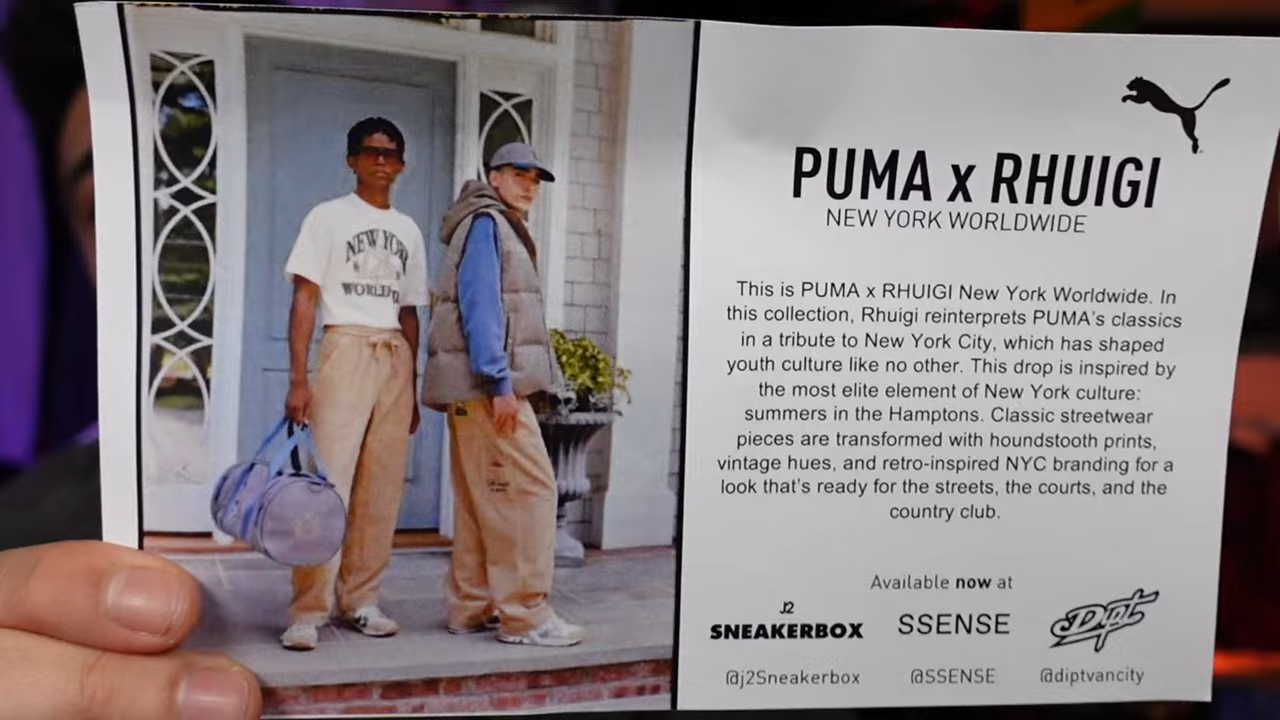 PUMA x RHUIGI
NEW YORK WORLDWIDE
This is PUMA x RHUIGI New York Worldwide. In
this collection, Rhuigi reinterprets PUMA's classics
in a tribute to New York City, which has shaped
youth culture like no other. This drop is inspired by
the most elite element of New York culture:
summers in the Hamptons. Classic streetwear
pieces are transformed with houndstooth prints,
vintage hues, and retro-inspired NYC branding for a
look that's ready for the streets, the courts, and the
country club.
Available now at
J2
SNEAKERBOX
SSENSE
Dipt
@j2Sneakerbox
@SSENSE
@diptvancity
NEW YORK